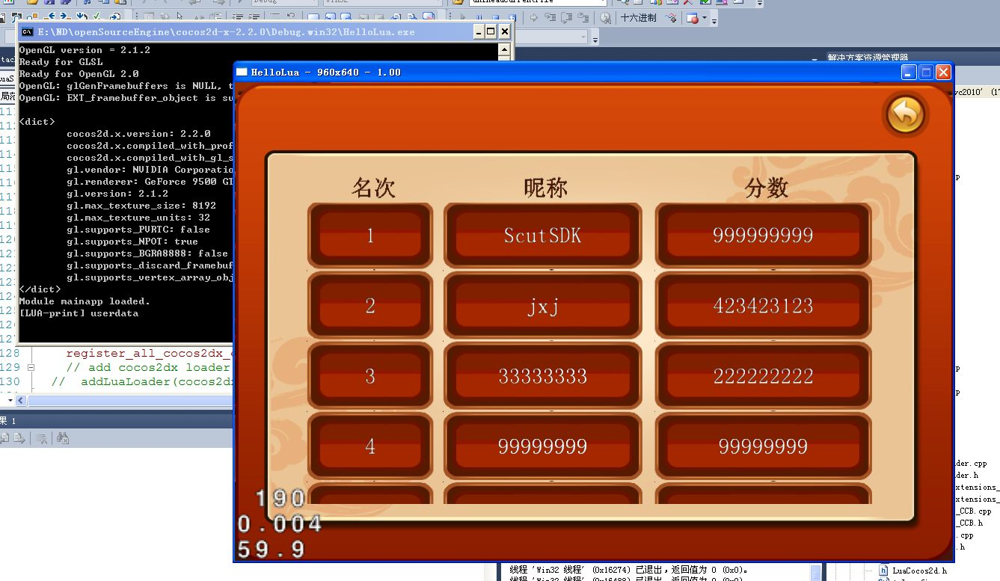 十六进制
E:\ND\openSourceEngine\cocos2d-x-2.2.0\Debug.win32\HelloLua.exe
OpenGL version = 2.1.2
Ready for GLSL
Ready for OpenGL 2.0
OpenGL: glGenFramebuffers is NULL, t
OpenGL: EXT_framebuffer_object is su
<dict>
cocos2d.x.version: 2.2.0
cocos2d.x.compiled_with_prof
cocos2d.x.compiled_with_gl_s
gl.vendor: NVIDIA Corporatio
gl.renderer: GeForce 9500 GT
gl.version: 2.1.2
gl.max_texture_size: 8192
gl.max_texture_units: 32
gl.supports_PVRTC: false
gl.supports_NPOT: true
gl.supports_BGRA8888: false
gl.supports_discard_framebuf
gl.supports_vertex_array_obj
</dict>
Module mainapp loaded.
[LUA-print] userdata
128 register_all_cocos2dx_
129 // add cocos2dx loader
130 // addLuaLoader(cocos2dx
果 1
解决方案资源管理器
vc2010' (17
HelloLua - 960x640 - 1.00
名次 昵称 分数
1 ScutSDK 999999999
2 jxj 423423123
3 33333333 222222222
4 99999999 99999999
190
0.004
59.9
der.cpp
der.h
xtensions_
xtensions_
_CCB.cpp
_CCB.h
.cpp
.h
LuaCocos2d.h
线程 'Win32 线程' (0x16274) 已退出，返回值为 0 (0x0)。
线程 'Win32 线程' (0x16488) 已退出，返回值为 0 (0x0)。